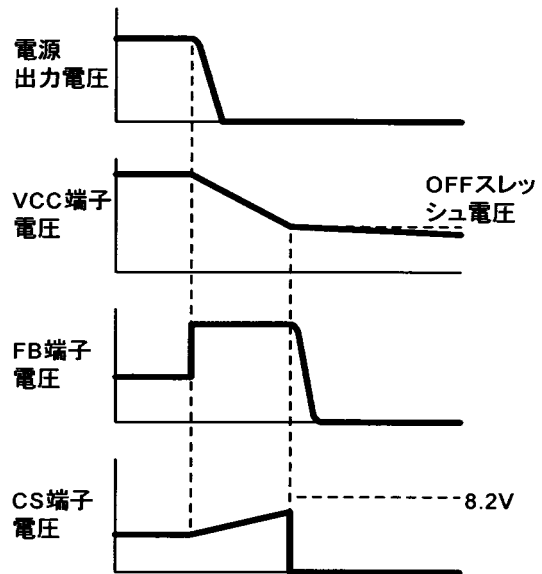 電源
出力電圧
VCC端子
電圧
OFFスレッ
シュ電圧
FB端子
電圧
CS端子
電圧
8.2V